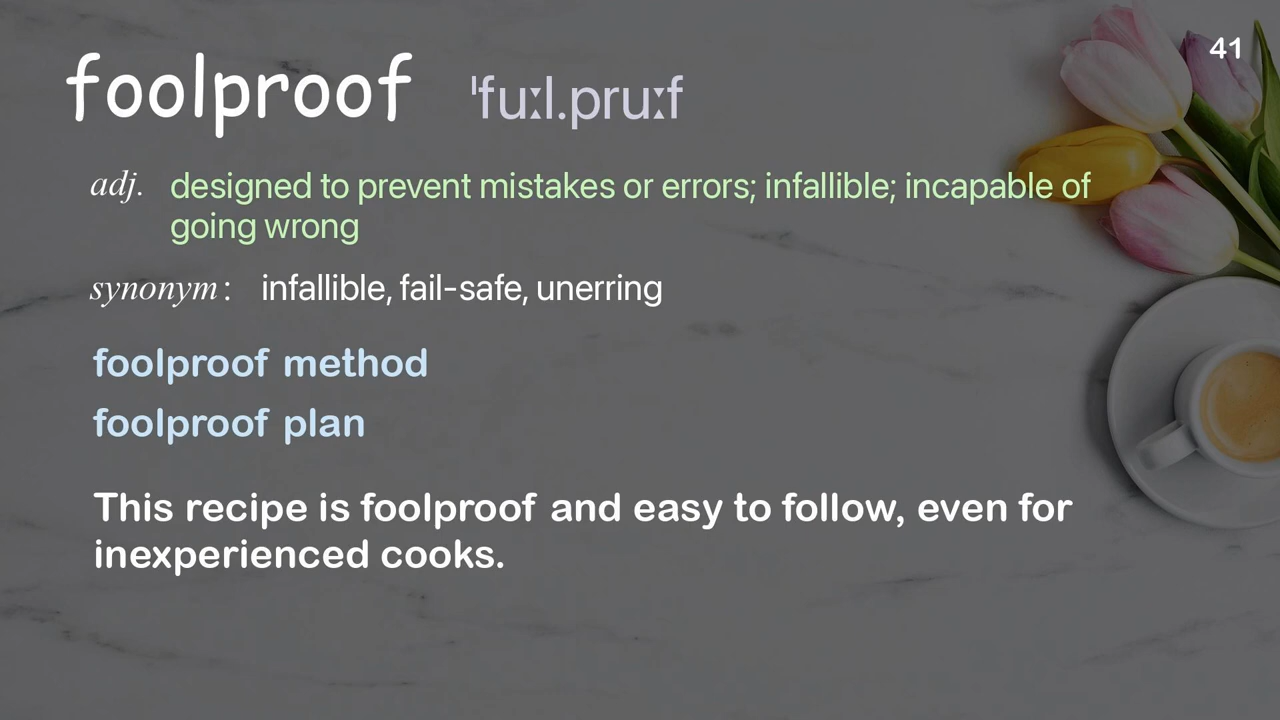 41
foolproof ˈfuːl.pruːf
adj. designed to prevent mistakes or errors; infallible; incapable of
going wrong
synonym: infallible, fail-safe, unerring
foolproof method
foolproof plan
This recipe is foolproof and easy to follow, even for
inexperienced cooks.